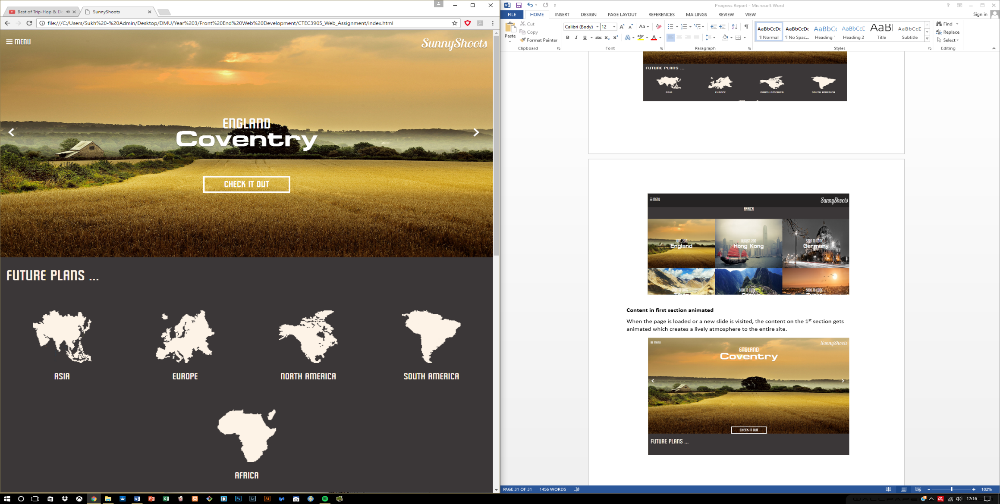 Best of Trip-Hop & De
SunnyShoots
file:///C:/Users/Sukh%20-%20Admin/Desktop/DMU/Year%203/Front%20End%20Web%20Development/CTEC3905_Web_Assignment/index.html
MENU
SunnyShoots
ENGLAND
Coventry
CHECK IT OUT
FUTURE PLANS ...
ASIA
EUROPE
NORTH AMERICA
SOUTH AMERICA
AFRICA
Progress Report - Microsoft Word
FILE HOME INSERT DESIGN PAGE LAYOUT REFERENCES MAILINGS REVIEW VIEW
Sign in
Paste
Cut
Copy
Format Painter
Clipboard
Calibri (Body) 12
Font
Paragraph
AaBbCcDc AaBbCcDc AaBbCc AaBbCcC AaBl AaBbCcD
¶ Normal ¶ No Spac... Heading 1 Heading 2 Title Subtitle
Styles
Find
Replace
Select
Editing
FUTURE PLANS ...
ASIA EUROPE NORTH AMERICA SOUTH AMERICA
MENU
SunnyShoots
AFRICA
JUNE, 2016
England
AUGUST, 2016
Hong Kong
SOON TO COME
Germany
SOON TO COME
SOON TO COME
SOON TO COME
Content in first section animated
When the page is loaded or a new slide is visited, the content on the 1st section gets
animated which creates a lively atmosphere to the entire site.
MENU
SunnyShoots
ENGLAND
Coventry
CHECK IT OUT
FUTURE PLANS ...
PAGE 31 OF 31 1456 WORDS
102%
17:16